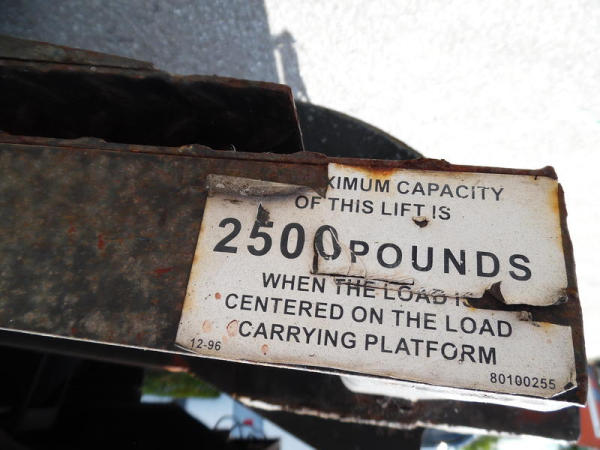 XIMUM CAPACITY
OF THIS LIFT IS
2500 POUNDS
WHEN THE LOAD IS
CENTERED ON THE LOAD
CARRYING PLATFORM
12-96
80100255